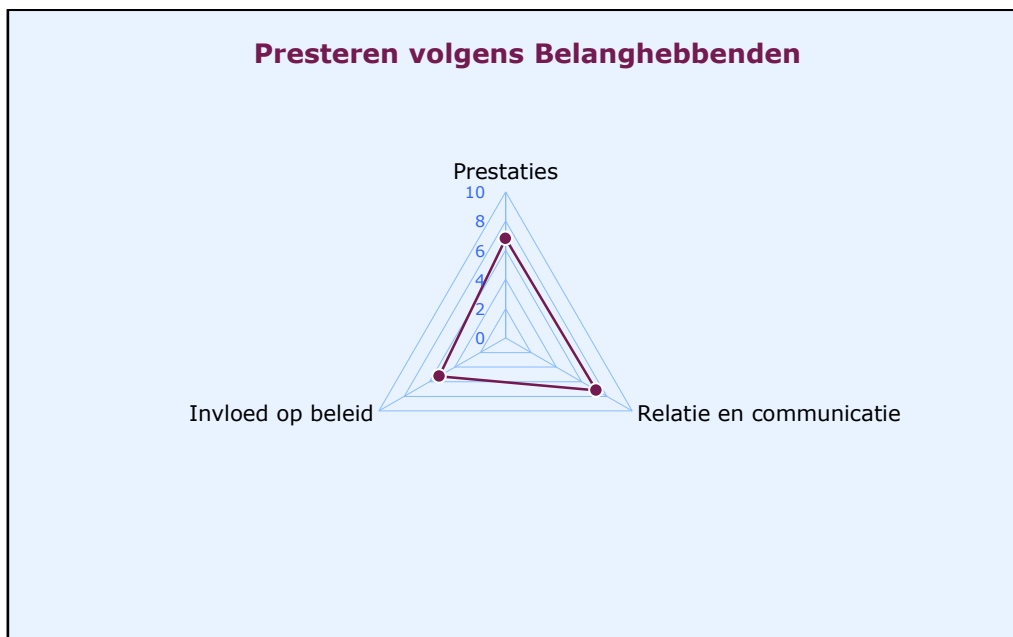 Presteren volgens Belanghebbenden
Prestaties
10
8
6
4
2
0
Invloed op beleid
Relatie en communicatie